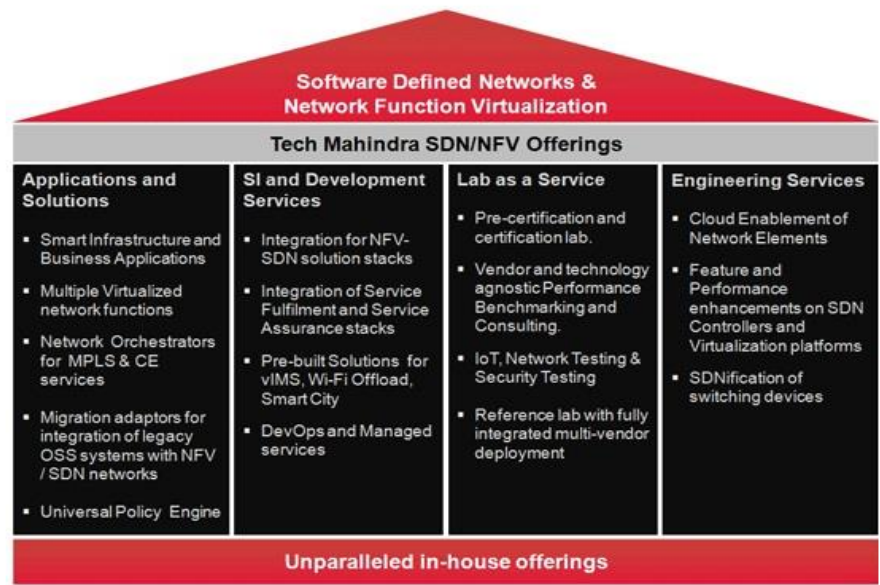 Software Defined Networks &
Network Function Virtualization
Tech Mahindra SDN/NFV Offerings
Applications and
Solutions
▪ Smart Infrastructure and
Business Applications
▪ Multiple Virtualized
network functions
▪ Network Orchestrators
for MPLS & CE
services
▪ Migration adaptors for
integration of legacy
OSS systems with NFV
/ SDN networks
▪ Universal Policy Engine
SI and Development
Services
▪ Integration for NFV-
SDN solution stacks
▪ Integration of Service
Fulfilment and Service
Assurance stacks
▪ Pre-built Solutions for
vIMS, Wi-Fi Offload,
Smart City
▪ DevOps and Managed
services
Lab as a Service
▪ Pre-certification and
certification lab.
▪ Vendor and technology
agnostic Performance
Benchmarking and
Consulting.
▪ IoT, Network Testing &
Security Testing
▪ Reference lab with fully
integrated multi-vendor
deployment
Engineering Services
▪ Cloud Enablement of
Network Elements
▪ Feature and
Performance
enhancements on SDN
Controllers and
Virtualization platforms
▪ SDNification of
switching devices
Unparalleled in-house offerings